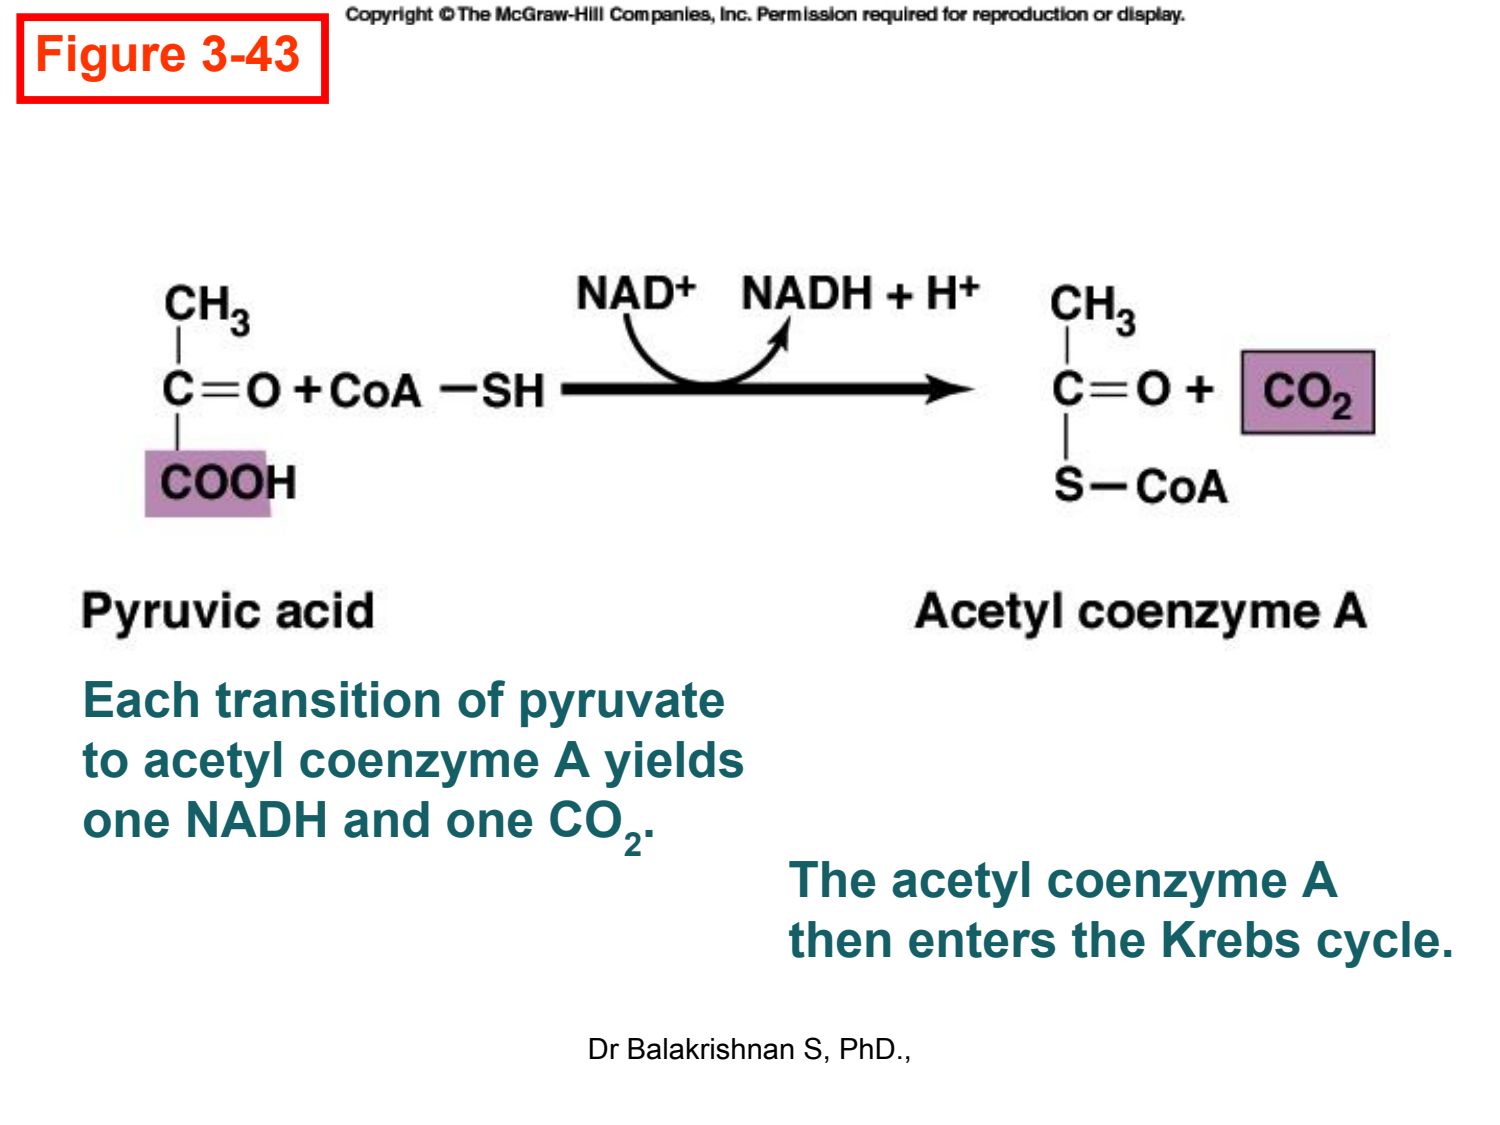 Copyright © The McGraw-Hill Companies, Inc. Permission required for reproduction or display.
Figure 3-43
NAD⁺ NADH + H⁺
CH₃ CH₃
C=O + CoA —SH C=O + CO₂
COOH S—CoA
Pyruvic acid Acetyl coenzyme A
Each transition of pyruvate
to acetyl coenzyme A yields
one NADH and one CO₂.
The acetyl coenzyme A
then enters the Krebs cycle.
Dr Balakrishnan S, PhD.,